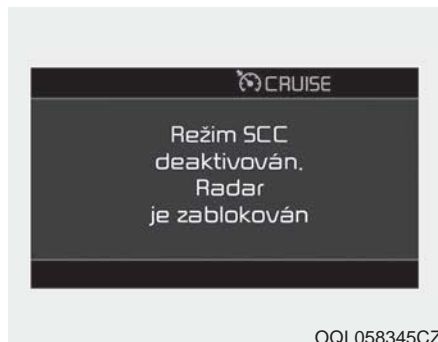 CRUISE
Režim SCC
deaktivován,
Radar
je zablokován
OQL058345CZ